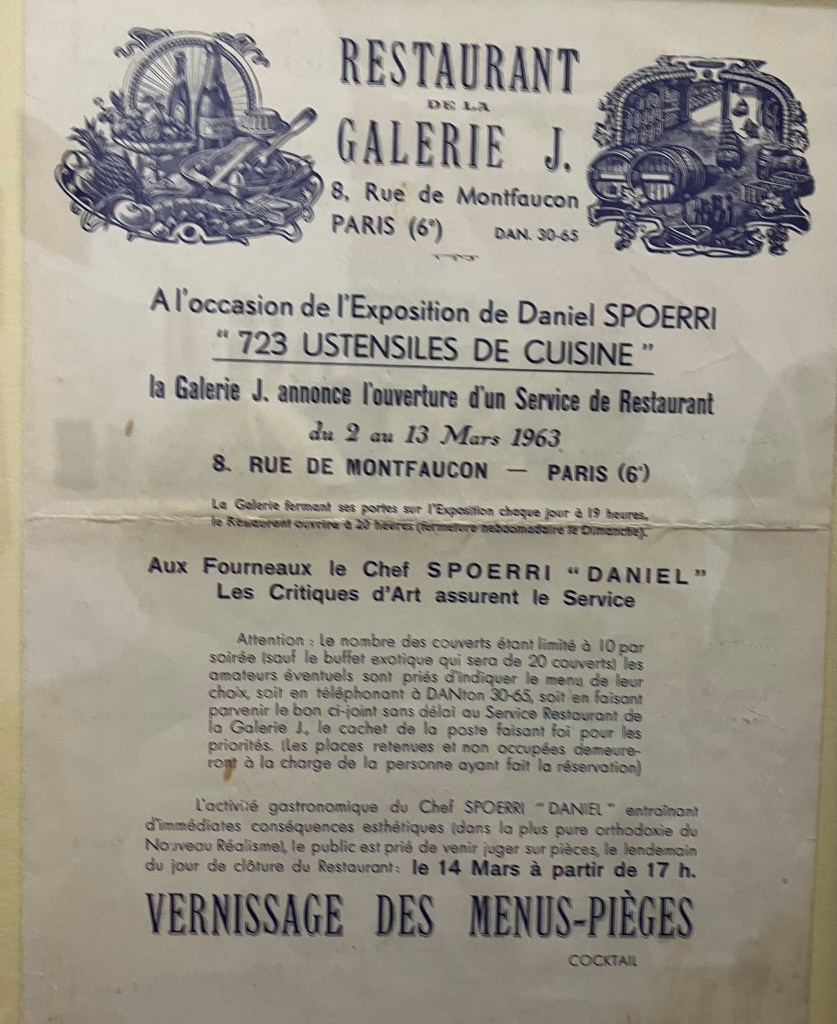 RESTAURANT
DE LA
GALERIE J.
8, Rue de Montfaucon
PARIS (6e) DAN. 30-65
A l'occasion de l'Exposition de Daniel SPOERRI
" 723 USTENSILES DE CUISINE "
la Galerie J. annonce l'ouverture d'un Service de Restaurant
du 2 au 13 Mars 1963
8. RUE DE MONTFAUCON — PARIS (6e)
La Galerie fermant ses portes sur l'Exposition chaque jour à 19 heures,
le Restaurant ouvrira à 20 heures (fermeture hebdomadaire le Dimanche).
Aux Fourneaux le Chef SPOERRI "DANIEL"
Les Critiques d'Art assurent le Service
Attention : Le nombre des couverts étant limité à 10 par
soirée (sauf le buffet exotique qui sera de 20 couverts) les
amateurs éventuels sont priés d'indiquer le menu de leur
choix, soit en téléphonant à DANton 30-65, soit en faisant
parvenir le bon ci-joint sans délai au Service Restaurant de
la Galerie J., le cachet de la poste faisant foi pour les
priorités. (Les places retenues et non occupées demeure-
ront à la charge de la personne ayant fait la réservation)
L'activité gastronomique du Chef SPOERRI "DANIEL" entraînant
d'immédiates conséquences esthétiques (dans la plus pure orthodoxie du
Nouveau Réalisme), le public est prié de venir juger sur pièces, le lendemain
du jour de clôture du Restaurant: le 14 Mars à partir de 17 h.
VERNISSAGE DES MENUS-PIÈGES
COCKTAIL